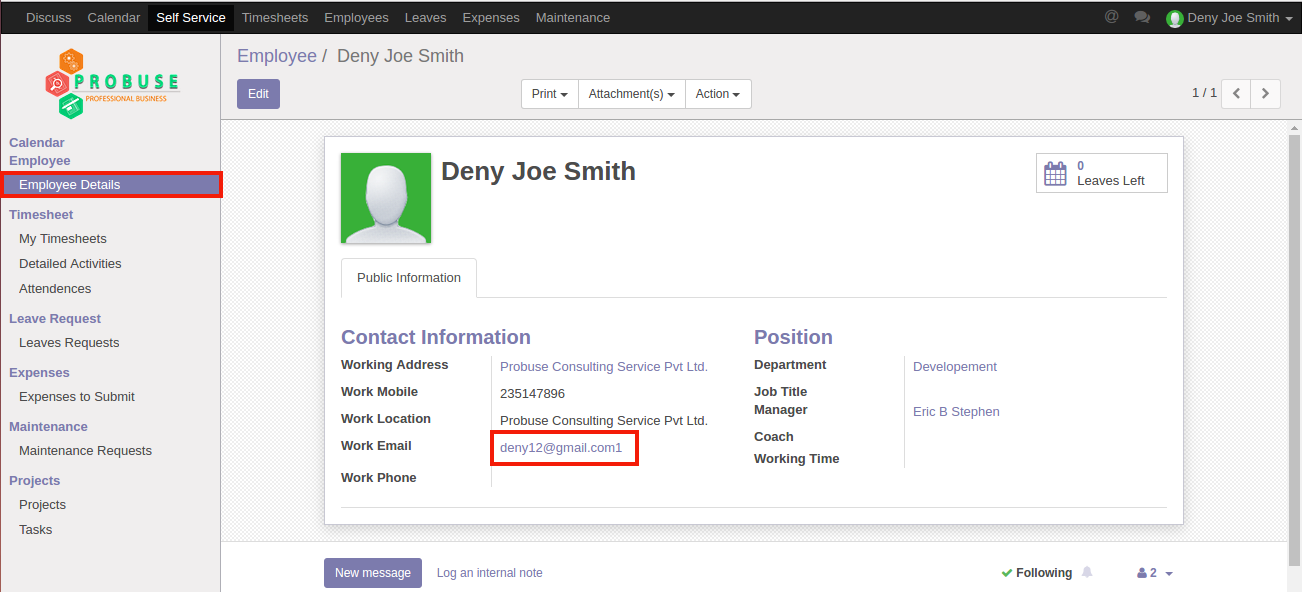 Discuss Calendar Self Service Timesheets Employees Leaves Expenses Maintenance @ Deny Joe Smith
PROBUSE
PROFESSIONAL BUSINESS
Calendar
Employee
Employee Details
Timesheet
My Timesheets
Detailed Activities
Attendences
Leave Request
Leaves Requests
Expenses
Expenses to Submit
Maintenance
Maintenance Requests
Projects
Projects
Tasks
Employee / Deny Joe Smith
Edit Print Attachment(s) Action 1 / 1
Deny Joe Smith
0
Leaves Left
Public Information
Contact Information
Working Address Probuse Consulting Service Pvt Ltd.
Work Mobile 235147896
Work Location Probuse Consulting Service Pvt Ltd.
Work Email deny12@gmail.com1
Work Phone
Position
Department Developement
Job Title
Manager Eric B Stephen
Coach
Working Time
New message Log an internal note Following 2